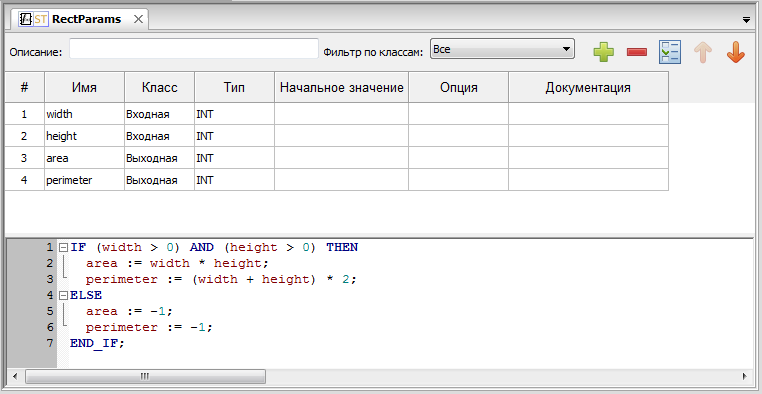 ST RectParams
Описание: Фильтр по классам: Все
# Имя Класс Тип Начальное значение Опция Документация
1 width Входная INT
2 height Входная INT
3 area Выходная INT
4 perimeter Выходная INT
1 IF (width > 0) AND (height > 0) THEN
2 area := width * height;
3 perimeter := (width + height) * 2;
4 ELSE
5 area := -1;
6 perimeter := -1;
7 END_IF;